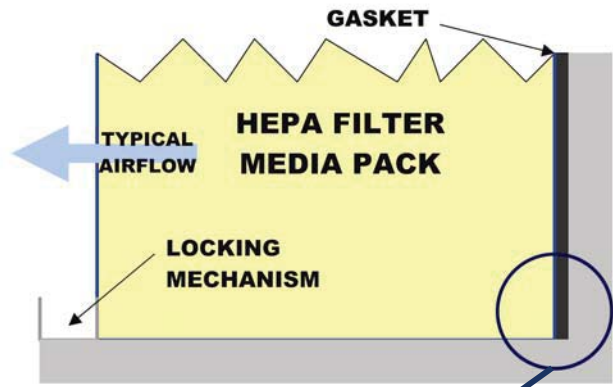 GASKET
HEPA FILTER
MEDIA PACK
TYPICAL
AIRFLOW
LOCKING
MECHANISM